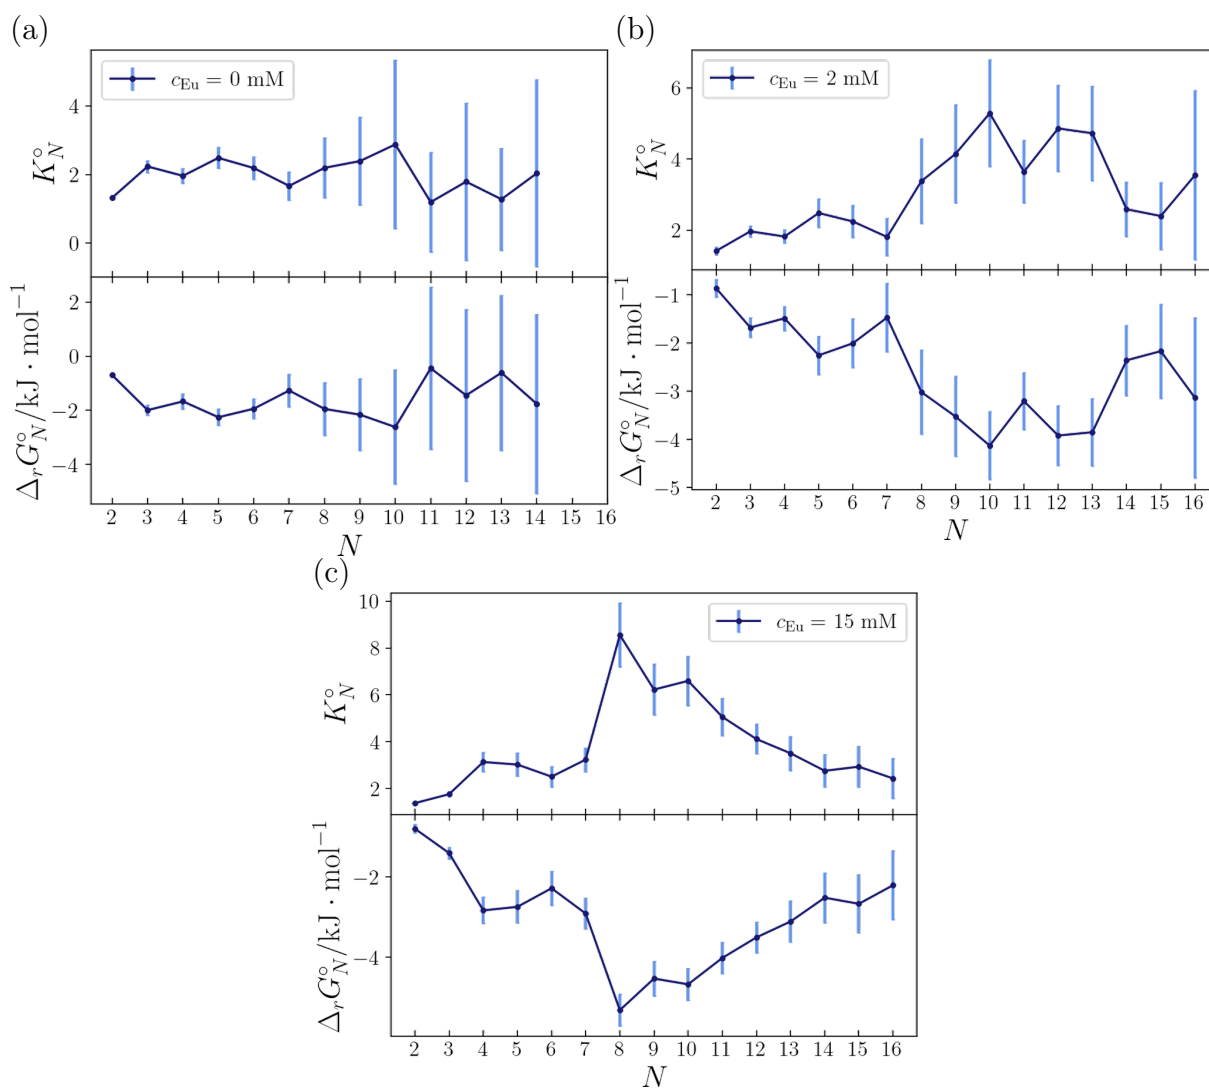 (a)
c_Eu = 0 mM
K°_N
4
2
0
Δ_rG°_N/kJ · mol⁻¹
2
0
−2
−4
2 3 4 5 6 7 8 9 10 11 12 13 14 15 16
N
(b)
c_Eu = 2 mM
K°_N
6
4
2
Δ_rG°_N/kJ · mol⁻¹
−1
−2
−3
−4
−5
2 3 4 5 6 7 8 9 10 11 12 13 14 15 16
N
(c)
c_Eu = 15 mM
K°_N
10
8
6
4
2
Δ_rG°_N/kJ · mol⁻¹
−2
−4
2 3 4 5 6 7 8 9 10 11 12 13 14 15 16
N